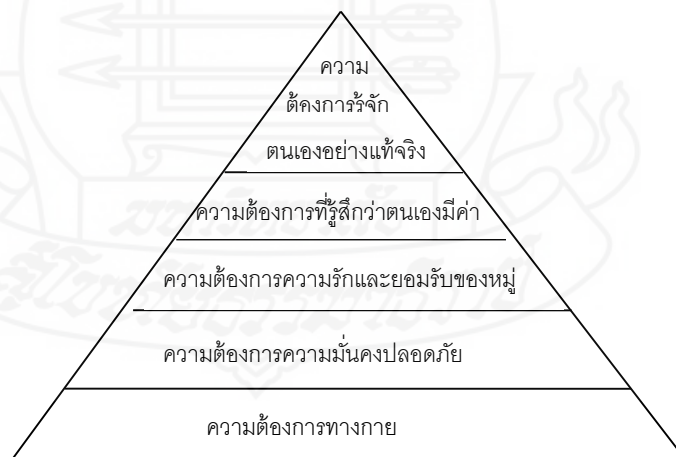 ความ
ต้องการร้จัก
ตนเองอย่างแท้จริง
ความต้องการที่รู้สึกว่าตนเองมีค่า
ความต้องการความรักและยอมรับของหมู่
ความต้องการความมั่นคงปลอดภัย
ความต้องการทางกาย